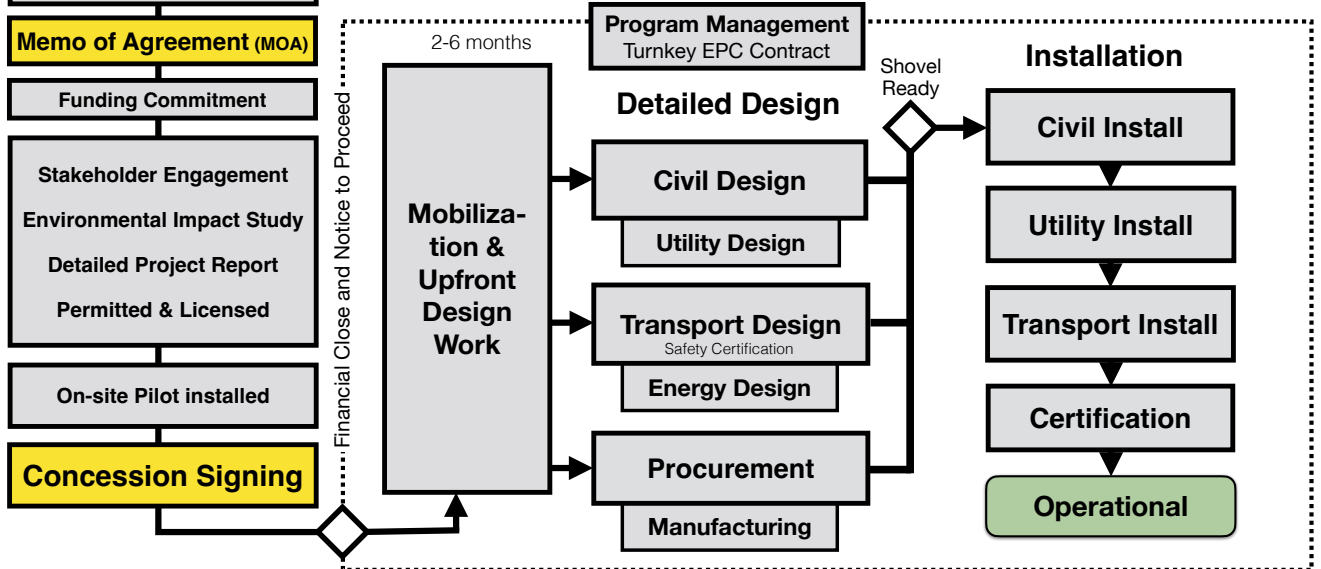 Memo of Agreement (MOA)
Funding Commitment
Stakeholder Engagement
Environmental Impact Study
Detailed Project Report
Permitted & Licensed
On-site Pilot installed
Concession Signing
Financial Close and Notice to Proceed
2-6 months
Mobiliza-
tion &
Upfront
Design
Work
Program Management
Turnkey EPC Contract
Detailed Design
Civil Design
Utility Design
Transport Design
Safety Certification
Energy Design
Procurement
Manufacturing
Shovel
Ready
Installation
Civil Install
Utility Install
Transport Install
Certification
Operational